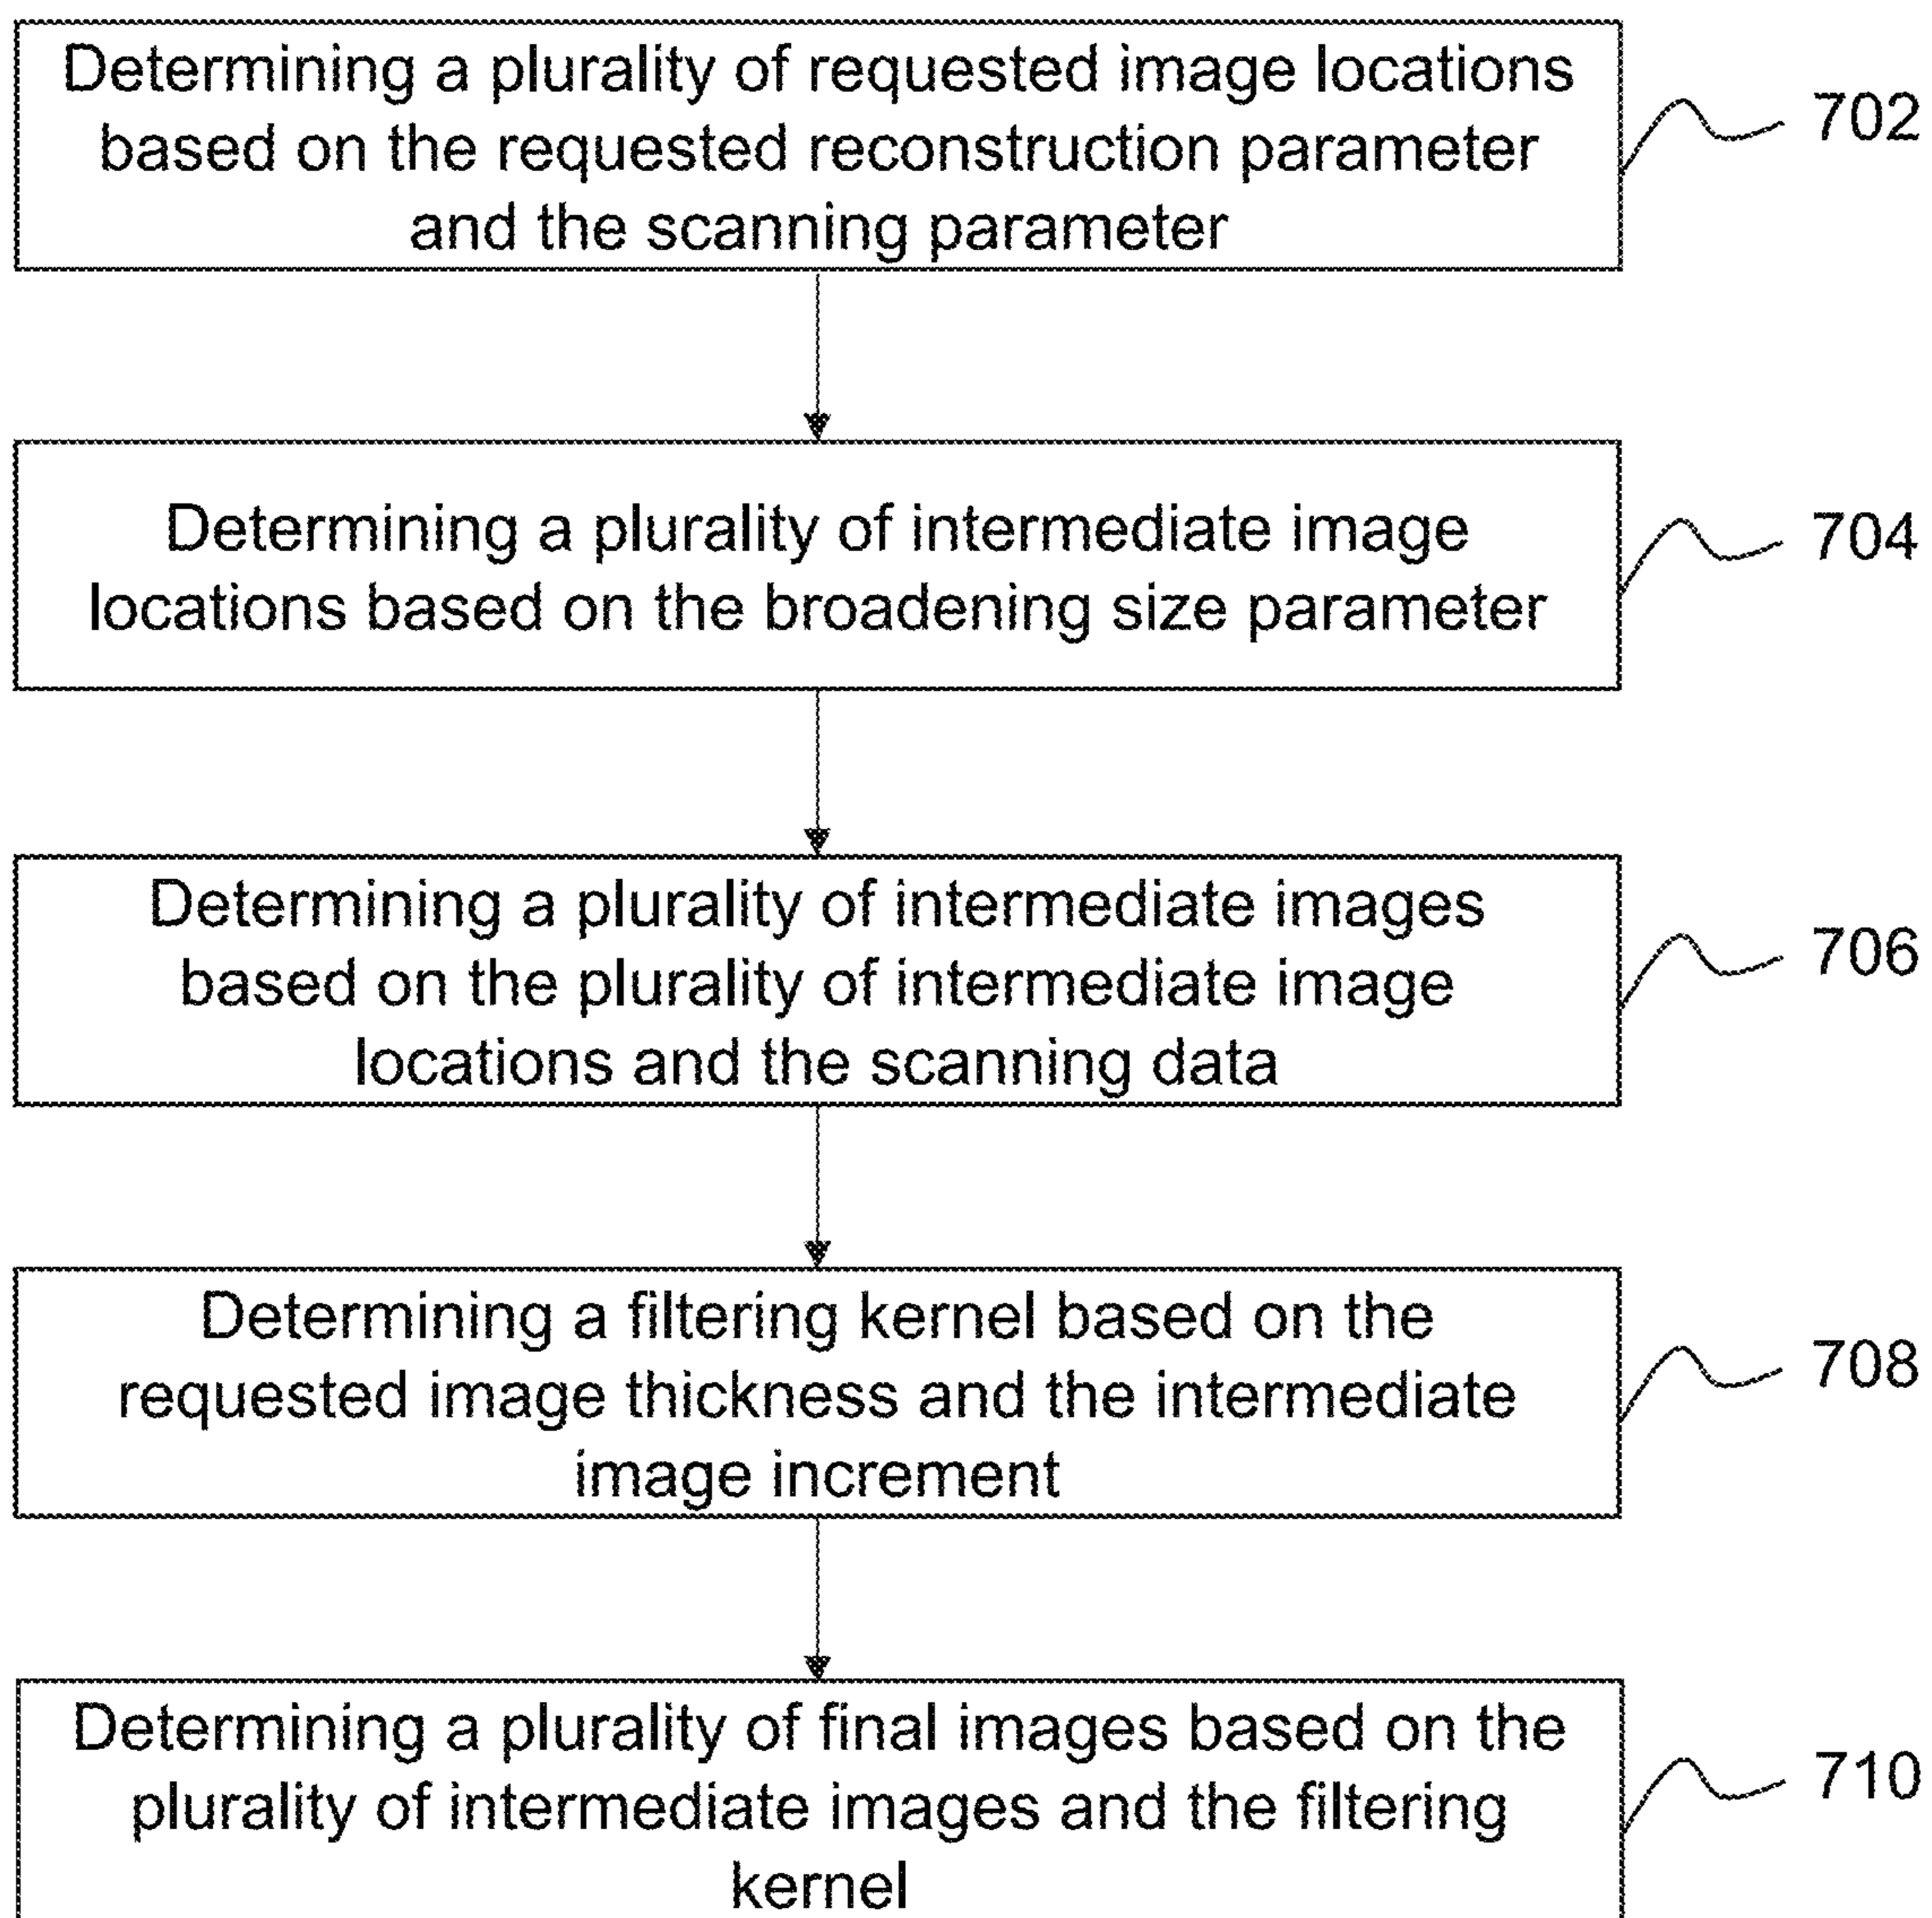 Determining a plurality of requested image locations
based on the requested reconstruction parameter
and the scanning parameter
702
Determining a plurality of intermediate image
locations based on the broadening size parameter
704
Determining a plurality of intermediate images
based on the plurality of intermediate image
locations and the scanning data
706
Determining a filtering kernel based on the
requested image thickness and the intermediate
image increment
708
Determining a plurality of final images based on the
plurality of intermediate images and the filtering
kernel
710